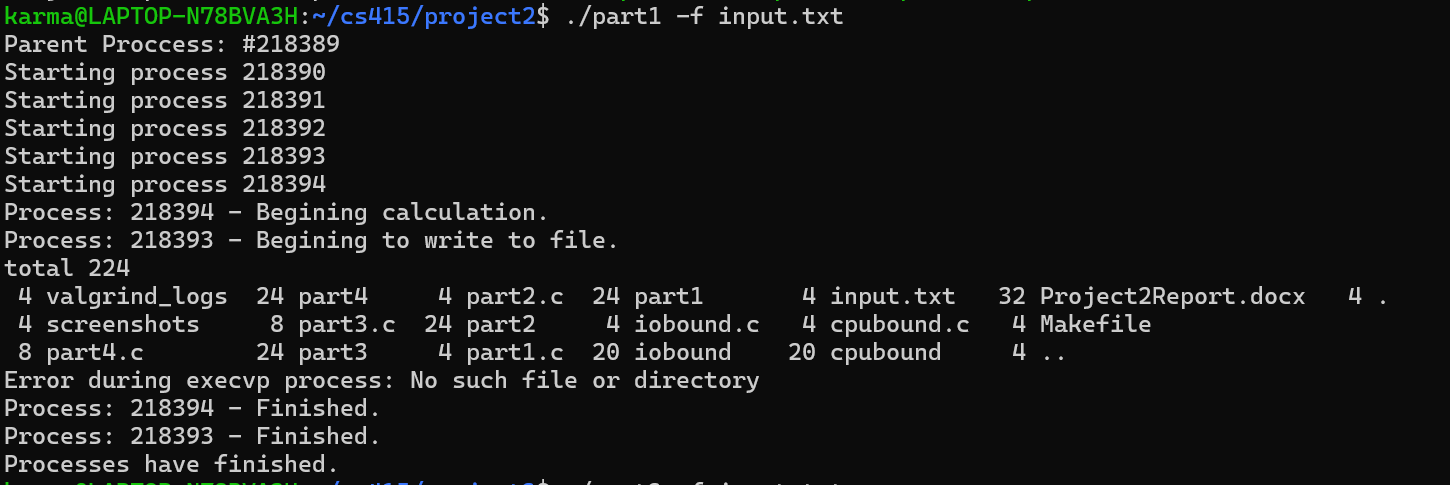 karma@LAPTOP-N78BVA3H:~/cs415/project2$ ./part1 -f input.txt
Parent Proccess: #218389
Starting process 218390
Starting process 218391
Starting process 218392
Starting process 218393
Starting process 218394
Process: 218394 - Begining calculation.
Process: 218393 - Begining to write to file.
total 224
 4 valgrind_logs  24 part4     4 part2.c  24 part1     4 input.txt   32 Project2Report.docx   4 .
 4 screenshots     8 part3.c  24 part2     4 iobound.c   4 cpubound.c   4 Makefile
 8 part4.c        24 part3     4 part1.c  20 iobound    20 cpubound     4 ..
Error during execvp process: No such file or directory
Process: 218394 - Finished.
Process: 218393 - Finished.
Processes have finished.